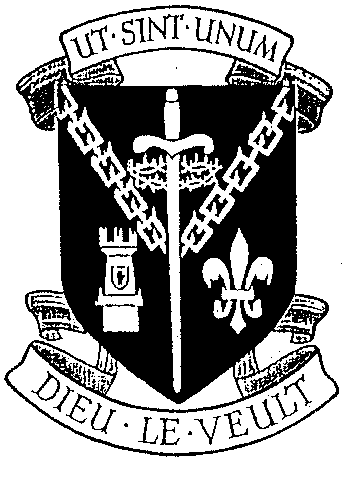 UT · SINT · UNUM
DIEU · LE · VEULT